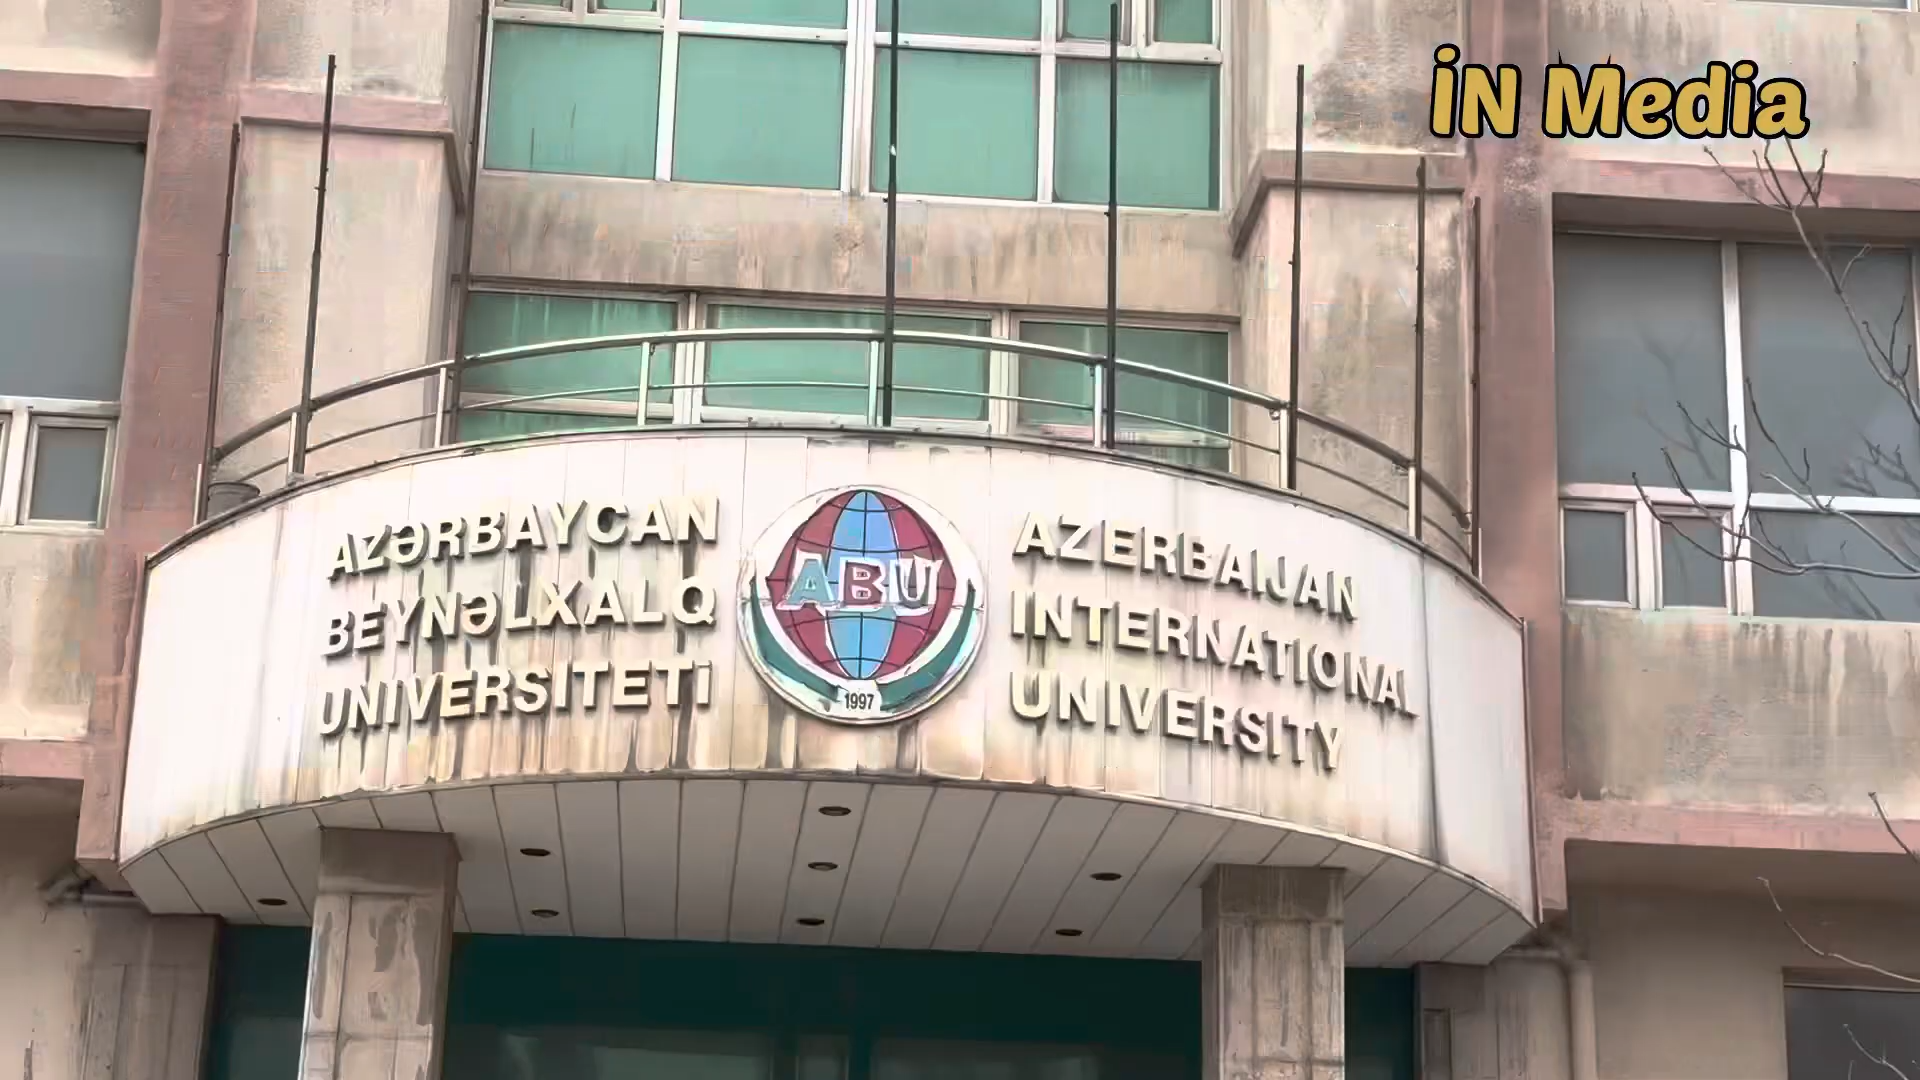 İN Media
AZƏRBAYCAN
BEYNƏLXALQ
UNİVERSİTETİ
ABU
1997
AZERBAIJAN
INTERNATIONAL
UNIVERSITY